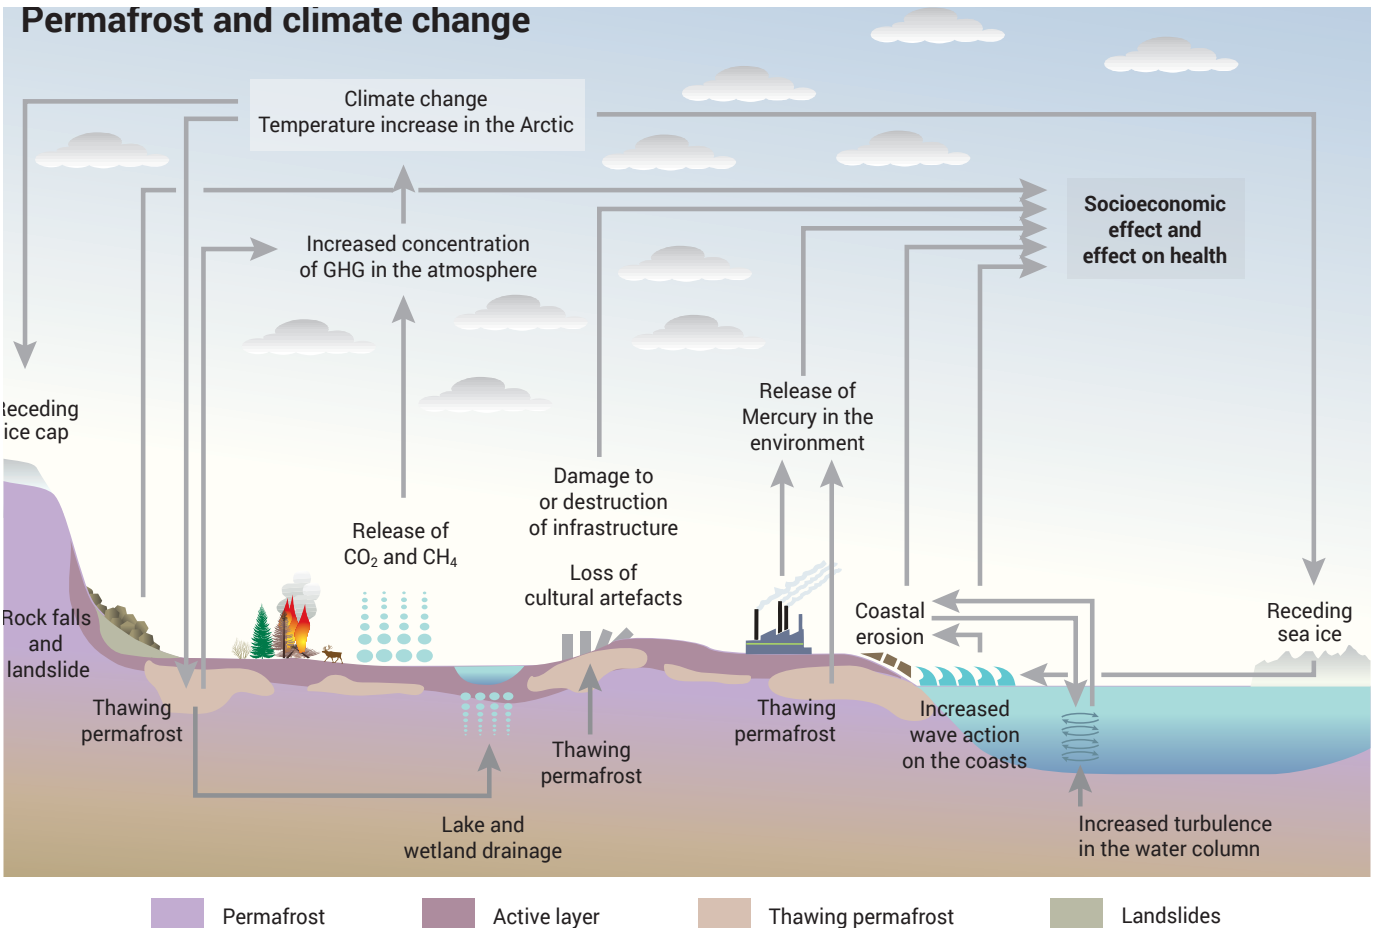 Permafrost and climate change
Climate change
Temperature increase in the Arctic
Socioeconomic
effect and
effect on health
Increased concentration
of GHG in the atmosphere
Receding
ice cap
Release of
Mercury in the
environment
Damage to
or destruction
of infrastructure
Release of
CO₂ and CH₄
Loss of
cultural artefacts
Coastal
erosion
Receding
sea ice
Rock falls
and
landslide
Thawing
permafrost
Thawing
permafrost
Thawing
permafrost
Increased
wave action
on the coasts
Lake and
wetland drainage
Increased turbulence
in the water column
Permafrost
Active layer
Thawing permafrost
Landslides